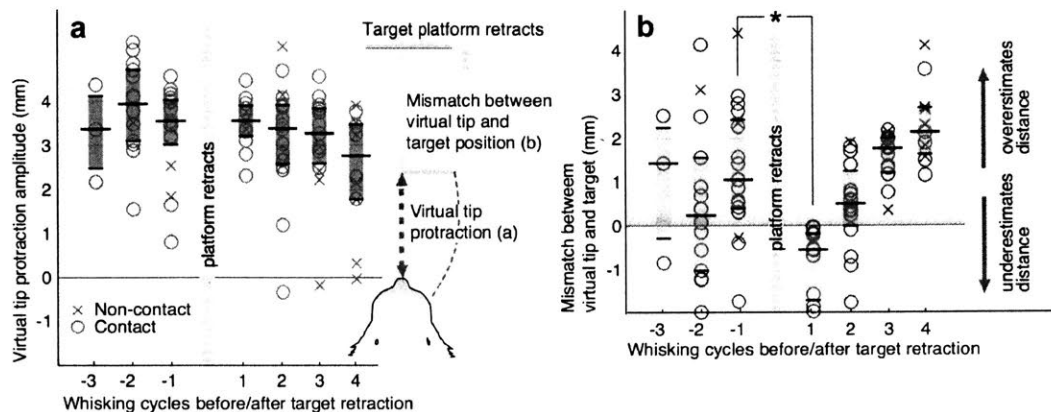 a
Virtual tip protraction amplitude (mm)
4
3
2
1
0
-1
× Non-contact
○ Contact
platform retracts
-3 -2 -1 1 2 3 4
Whisking cycles before/after target retraction
Target platform retracts
Mismatch between
virtual tip and
target position (b)
Virtual tip
protraction (a)
b
*
Mismatch between
virtual tip and target (mm)
4
3
2
1
0
-1
platform retracts
-3 -2 -1 1 2 3 4
Whisking cycles before/after target retraction
overerestimates
distance
underestimates
distance